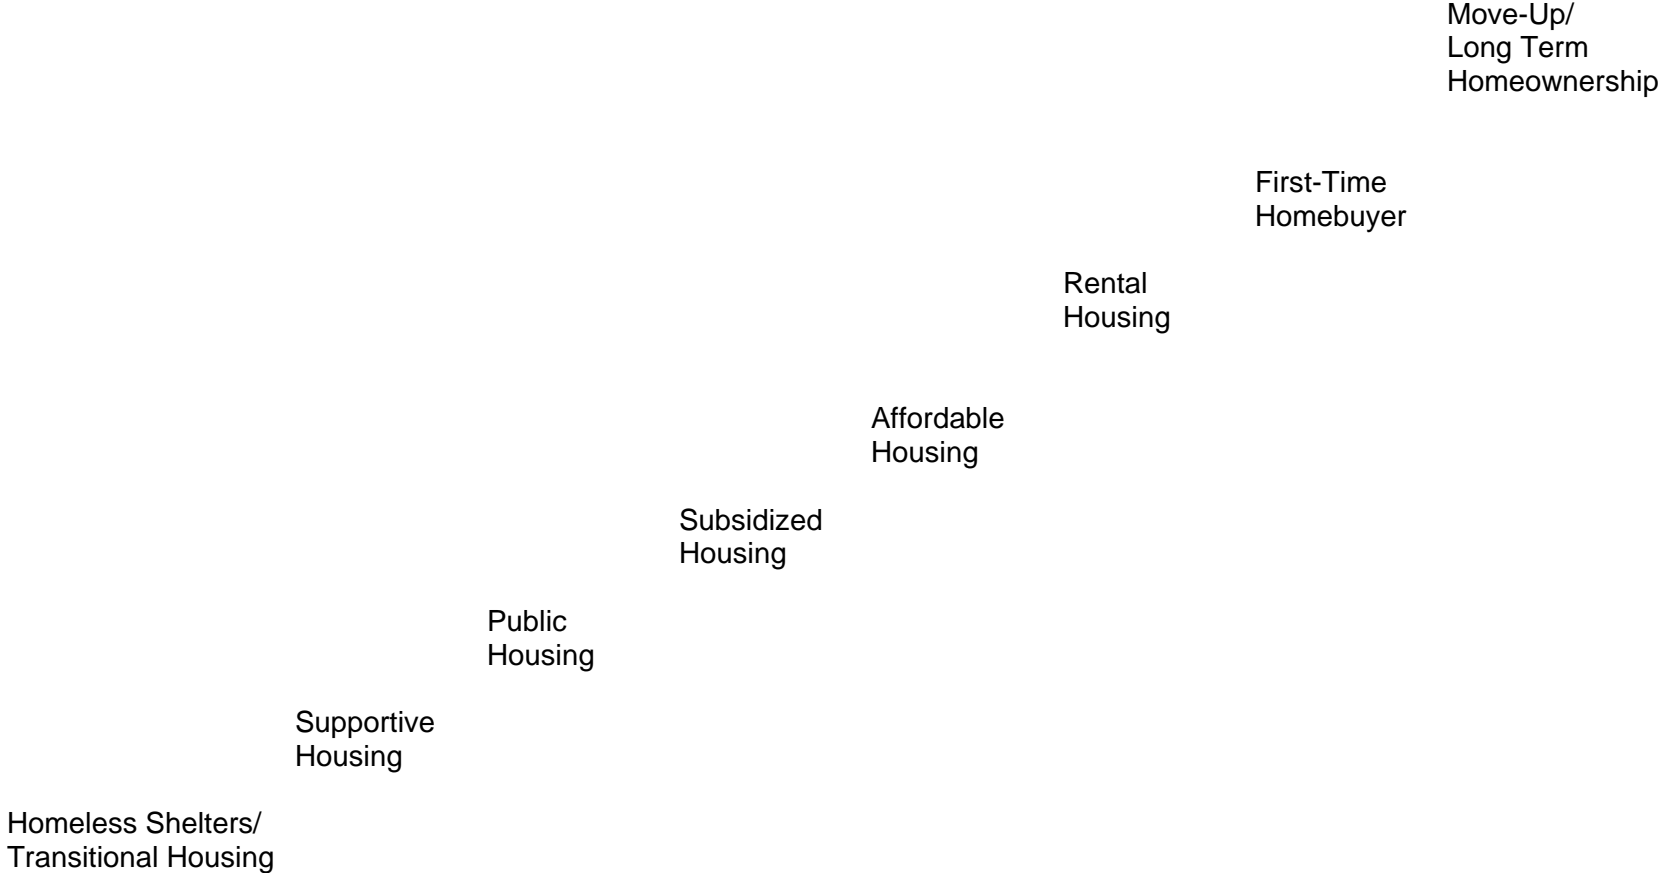 Move-Up/
Long Term
Homeownership
First-Time
Homebuyer
Rental
Housing
Affordable
Housing
Subsidized
Housing
Public
Housing
Supportive
Housing
Homeless Shelters/
Transitional Housing